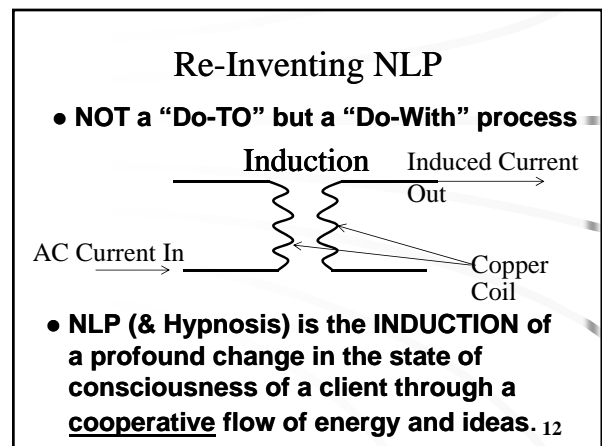 Re-Inventing NLP
● NOT a “Do-TO” but a “Do-With” process
Induction
Induced Current
Out
AC Current In
Copper
Coil
● NLP (& Hypnosis) is the INDUCTION of
a profound change in the state of
consciousness of a client through a
cooperative flow of energy and ideas. 12